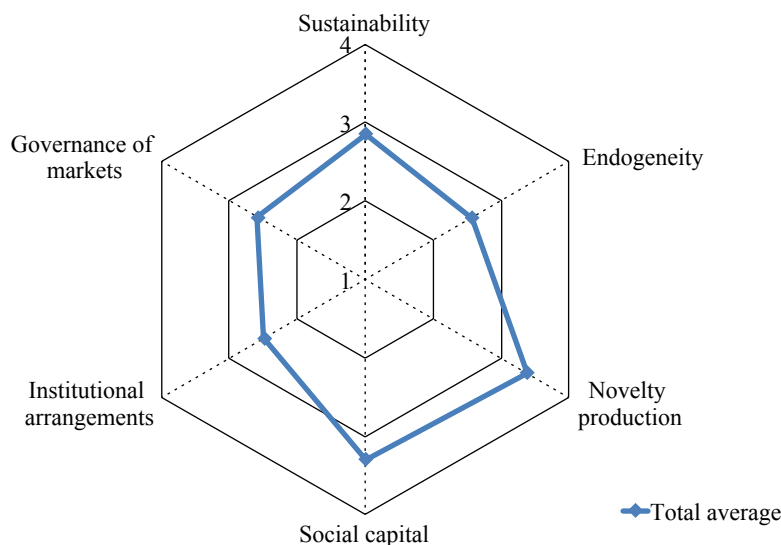 Sustainability
4
Governance of
markets
3
Endogeneity
2
1
Institutional
arrangements
Novelty
production
Social capital
Total average